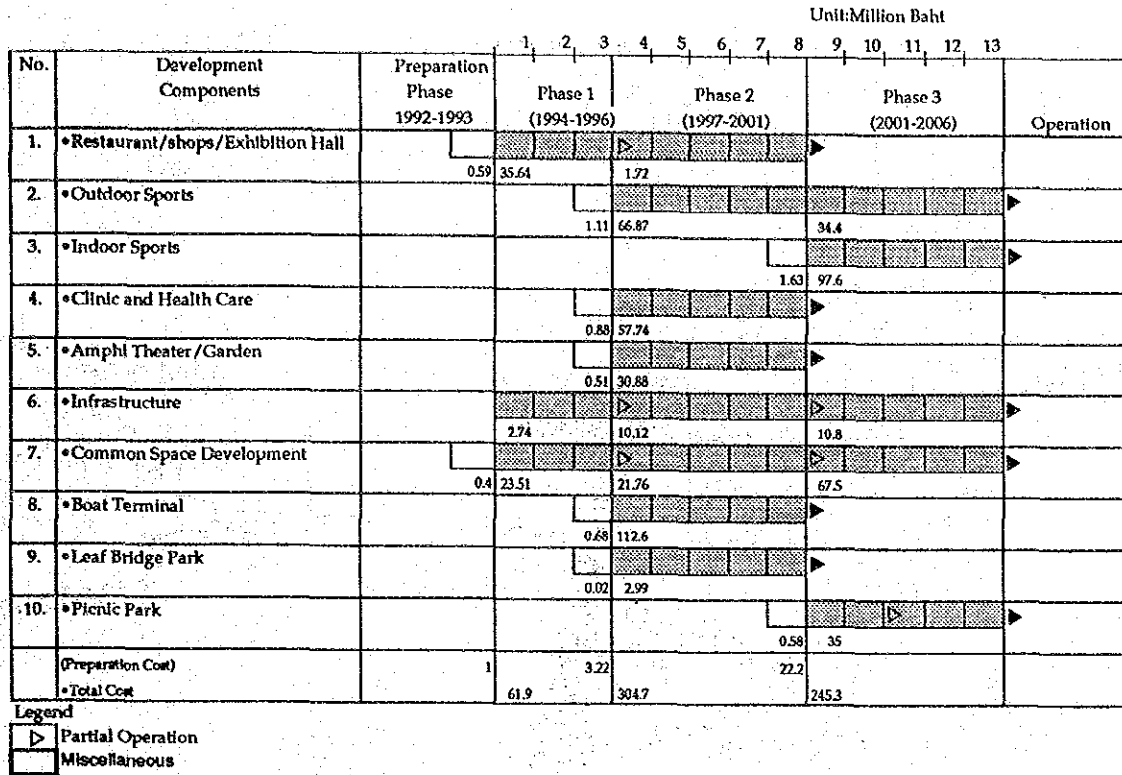 Unit:Million Baht
1 2 3 4 5 6 7 8 9 10 11 12 13
No. Development Components Preparation Phase 1992-1993 Phase 1 (1994-1996) Phase 2 (1997-2001) Phase 3 (2001-2006) Operation
1. •Restaurant/shops/Exhibition Hall
0.59 35.64 1.72
2. •Outdoor Sports
1.11 66.87 34.4
3. •Indoor Sports
1.63 97.6
4. •Clinic and Health Care
0.88 57.74
5. •Amphi Theater/Garden
0.51 30.88
6. •Infrastructure
2.74 10.12 10.8
7. •Common Space Development
0.4 23.51 21.76 67.5
8. •Boat Terminal
0.68 112.6
9. •Leaf Bridge Park
0.02 2.99
10. •Picnic Park
0.58 35
(Preparation Cost) 1 3.22 22.2
•Total Cost 61.9 304.7 245.3
Legend
Partial Operation
Miscellaneous